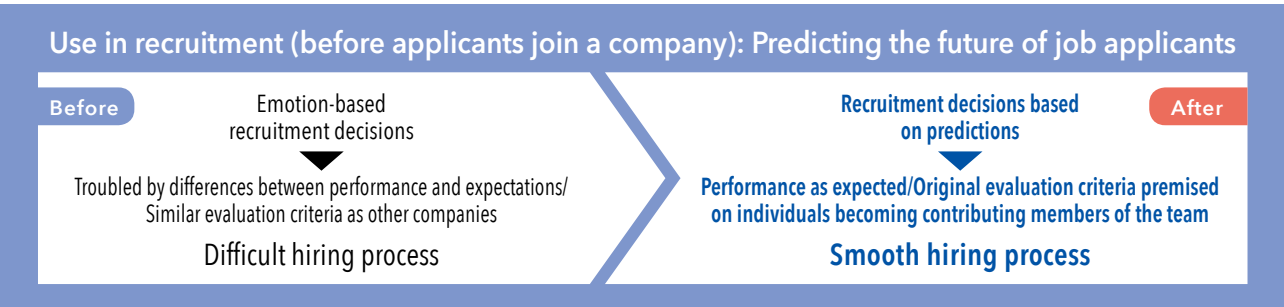 Use in recruitment (before applicants join a company): Predicting the future of job applicants
Before
Emotion-based
recruitment decisions
Troubled by differences between performance and expectations/
Similar evaluation criteria as other companies
Difficult hiring process
After
Recruitment decisions based
on predictions
Performance as expected/Original evaluation criteria premised
on individuals becoming contributing members of the team
Smooth hiring process